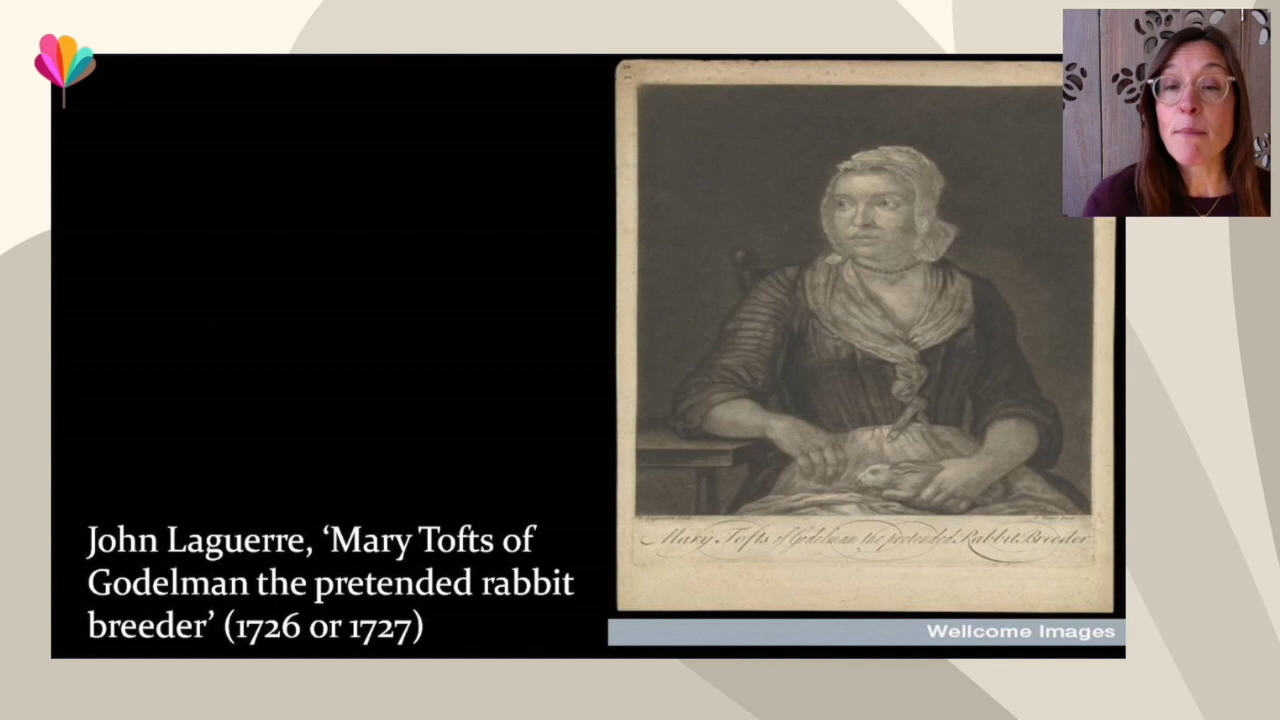 John Laguerre, ‘Mary Tofts of
Godelman the pretended rabbit
breeder’ (1726 or 1727)
Mary Tofts of Godelman the pretended Rabbit Breeder
Wellcome Images